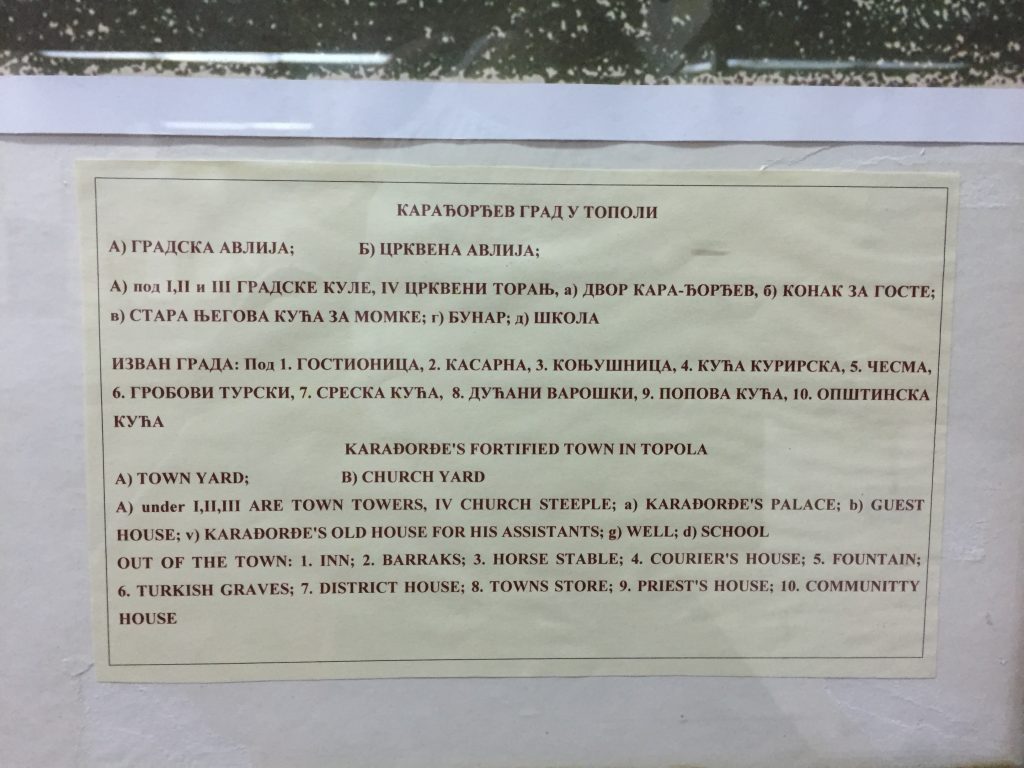 КАРАЂОРЂЕВ ГРАД У ТОПОЛИ
А) ГРАДСКА АВЛИЈА; Б) ЦРКВЕНА АВЛИЈА;
А) под I,II и III ГРАДСКЕ КУЛЕ, IV ЦРКВЕНИ ТОРАЊ, а) ДВОР КАРА-ЂОРЂЕВ, б) КОНАК ЗА ГОСТЕ;
в) СТАРА ЊЕГОВА КУЋА ЗА МОМКЕ; г) БУНАР; д) ШКОЛА
ИЗВАН ГРАДА: Под 1. ГОСТИОНИЦА, 2. КАСАРНА, 3. КОЊУШНИЦА, 4. КУЋА КУРИРСКА, 5. ЧЕСМА,
6. ГРОБОВИ ТУРСКИ, 7. СРЕСКА КУЋА, 8. ДУЋАНИ ВАРОШКИ, 9. ПОПОВА КУЋА, 10. ОПШТИНСКА
КУЋА
KARAĐORĐE'S FORTIFIED TOWN IN TOPOLA
A) TOWN YARD; B) CHURCH YARD
A) under I,II,III ARE TOWN TOWERS, IV CHURCH STEEPLE; a) KARAĐORĐE'S PALACE; b) GUEST
HOUSE; v) KARAĐORĐE'S OLD HOUSE FOR HIS ASSISTANTS; g) WELL; d) SCHOOL
OUT OF THE TOWN: 1. INN; 2. BARRAKS; 3. HORSE STABLE; 4. COURIER'S HOUSE; 5. FOUNTAIN;
6. TURKISH GRAVES; 7. DISTRICT HOUSE; 8. TOWNS STORE; 9. PRIEST'S HOUSE; 10. COMMUNITTY
HOUSE